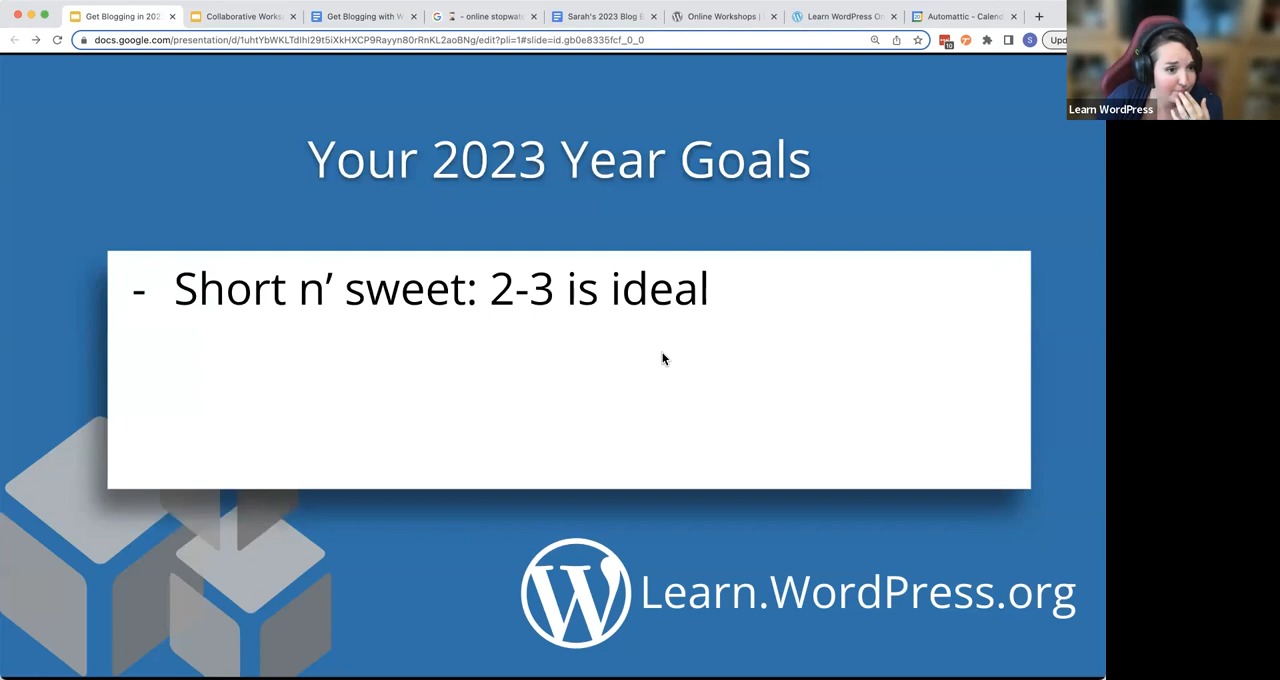 Get Blogging in 202
Collaborative Works
Get Blogging with W
- online stopwat
Sarah's 2023 Blog E
Online Workshops |
Learn WordPress On
Automattic - Calend
docs.google.com/presentation/d/1uhtYbWKLTdIhI29t5iXkHXCP9Rayyn80rRnKL2aoBNg/edit?pli=1#slide=id.gb0e8335fcf_0_0
10
S
Upd
Learn WordPress
Your 2023 Year Goals
- Short n’ sweet: 2-3 is ideal
Learn.WordPress.org